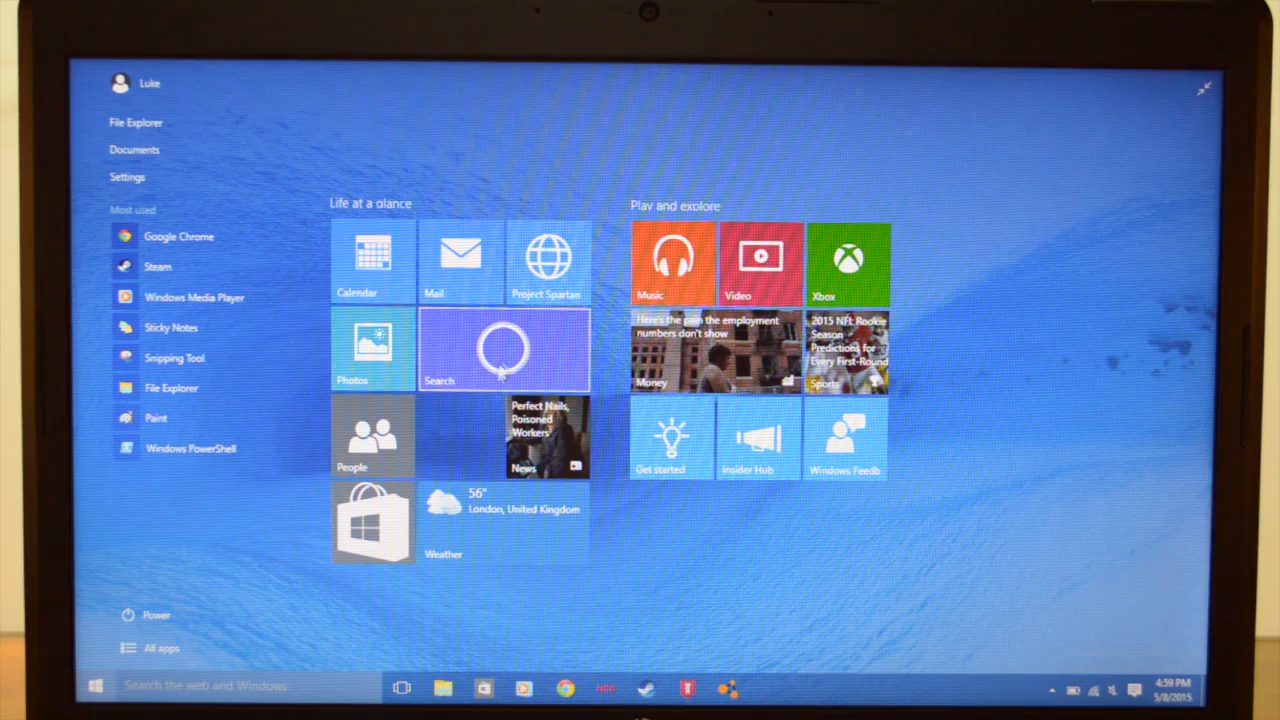 Luke
File Explorer
Documents
Settings
Most used
Google Chrome
Steam
Windows Media Player
Sticky Notes
Snipping Tool
File Explorer
Paint
Windows PowerShell
Power
All apps
Life at a glance
Calendar
Mail
Project Spartan
Photos
Search
People
Perfect Nails,
Poisoned
Workers
News
56°
London, United Kingdom
Weather
Play and explore
Music
Video
Xbox
Here's the pain the employment
numbers don't show
Money
2015 NFL Rookie
Season
Predictions for
Every First-Round
Sports
Get started
Insider Hub
Windows Feedb
Search the web and Windows
4:59 PM
5/8/2015